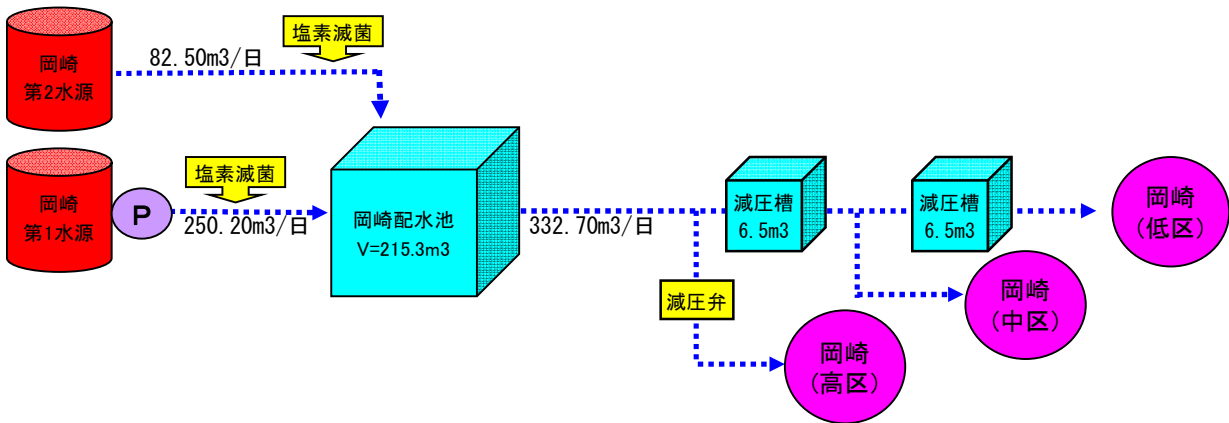 岡崎
第2水源
82.50m3/日
塩素滅菌
岡崎
第1水源
P
塩素滅菌
250.20m3/日
岡崎配水池
V=215.3m3
332.70m3/日
減圧槽
6.5m3
減圧槽
6.5m3
岡崎
(低区)
減圧弁
岡崎
(中区)
岡崎
(高区)